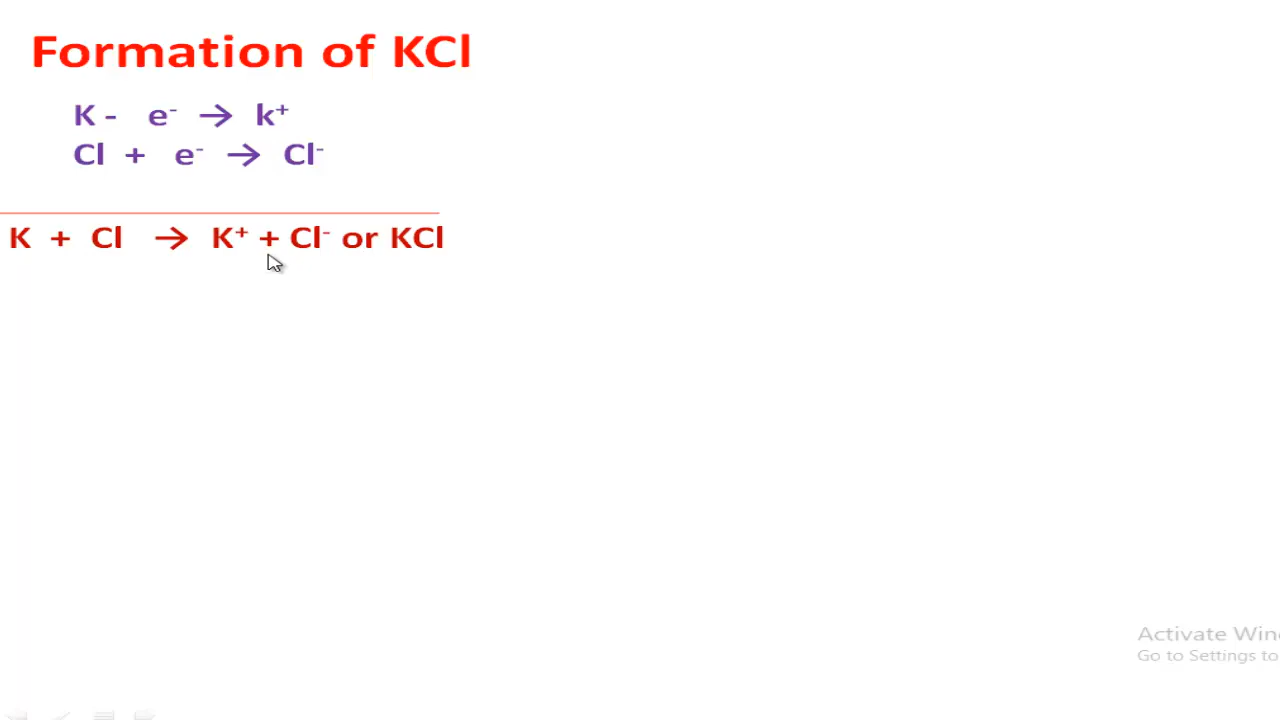 Formation of KCl
K - e⁻ → k⁺
Cl + e⁻ → Cl⁻
K + Cl → K⁺ + Cl⁻ or KCl
Activate Win
Go to Settings to